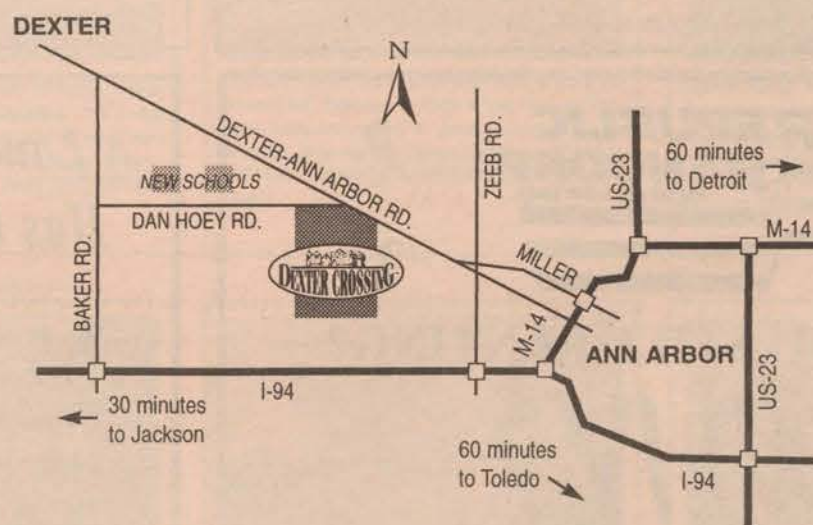 DEXTER
N
DEXTER-ANN ARBOR RD.
ZEEB RD.
US-23
60 minutes
to Detroit
NEW SCHOOLS
DAN HOEY RD.
M-14
BAKER RD.
DEXTER CROSSING
MILLER
M-14
ANN ARBOR
US-23
I-94
30 minutes
to Jackson
60 minutes
to Toledo
I-94